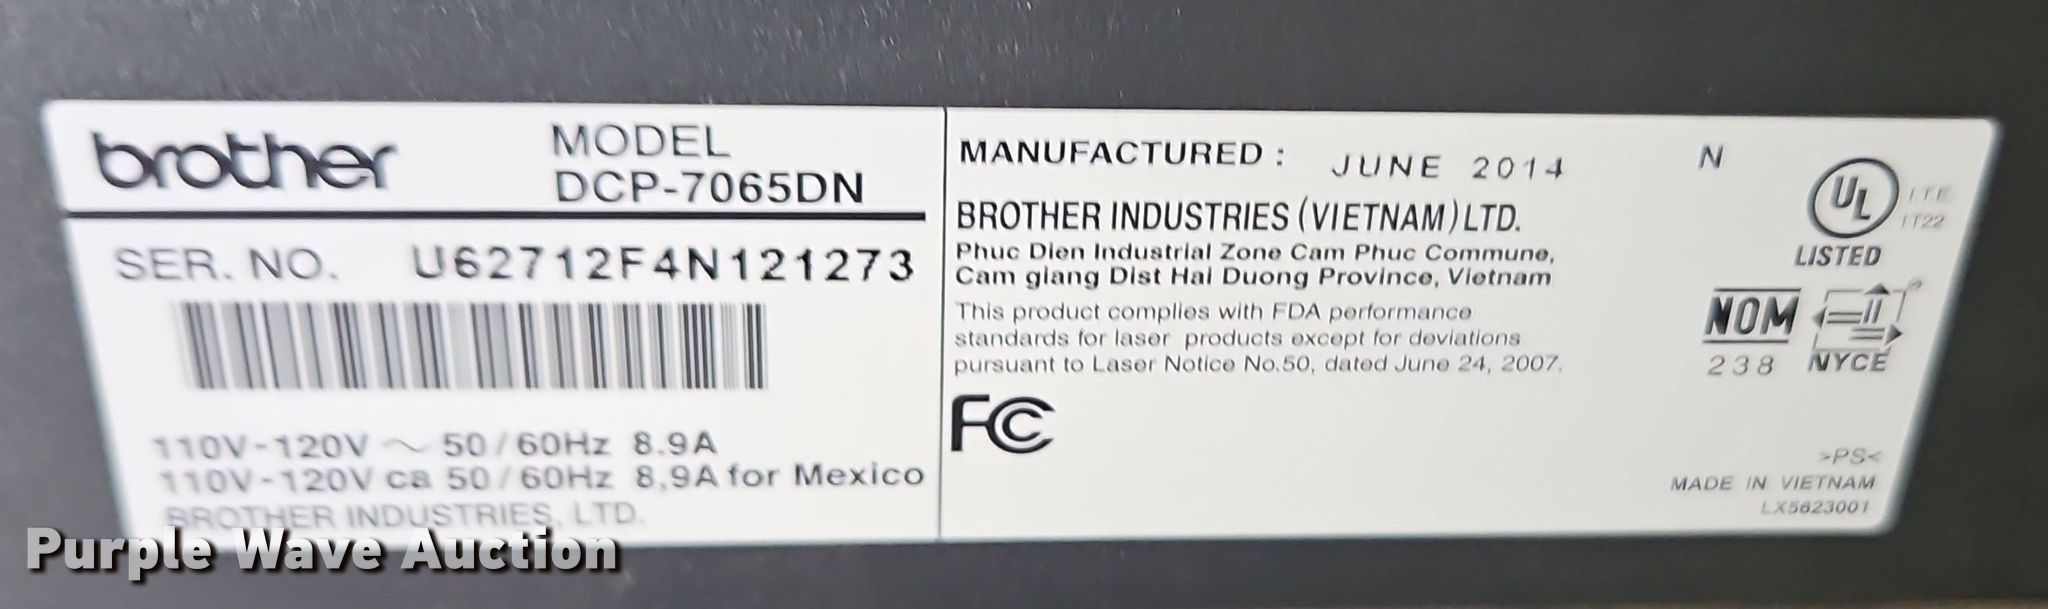 brother
MODEL
DCP-7065DN
SER. NO. U62712F4N121273
110V-120V ~ 50/60Hz 8.9A
110V-120V ca 50/60Hz 8,9A for Mexico
BROTHER INDUSTRIES, LTD.
MANUFACTURED : JUNE 2014 N
BROTHER INDUSTRIES (VIETNAM) LTD.
Phuc Dien Industrial Zone Cam Phuc Commune,
Cam giang Dist Hai Duong Province, Vietnam
This product complies with FDA performance
standards for laser products except for deviations
pursuant to Laser Notice No.50, dated June 24, 2007.
FC
UL
I.T.E.
1T22
LISTED
NOM
238
NYCE
>PS<
MADE IN VIETNAM
LX5623001
Purple Wave Auction